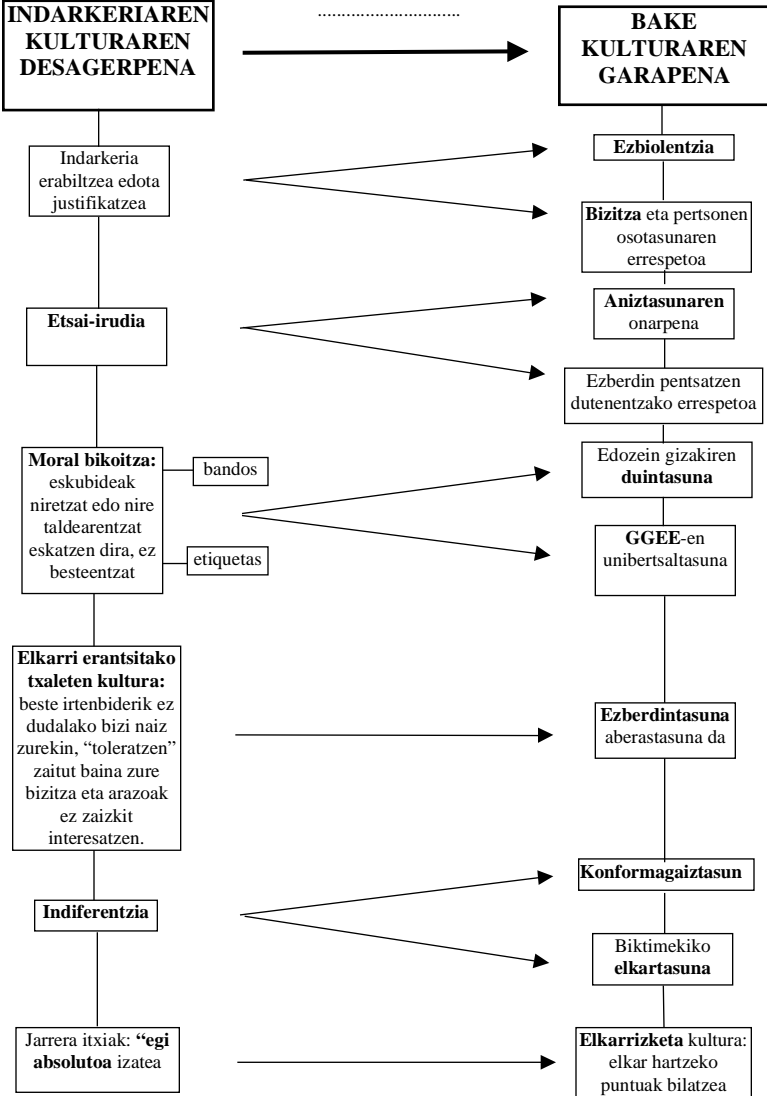 INDARKERIAREN
KULTURAREN
DESAGERPENA
..............................
BAKE
KULTURAREN
GARAPENA
Indarkeria
erabiltzea edota
justifikatzea
Ezbiolentzia
Bizitza eta pertsonen
osotasunaren
errespetoa
Etsai-irudia
Aniztasunaren
onarpena
Ezberdin pentsatzen
dutenentzako errespetoa
Moral bikoitza:
eskubideak
niretzat edo nire
taldearentzat
eskatzen dira, ez
besteentzat
bandos
etiquetas
Edozein gizakiren
duintasuna
GGEE-en
unibertsaltasuna
Elkarri erantsitako
txaleten kultura:
beste irtenbiderik ez
dudalako bizi naiz
zurekin, “toleratzen”
zaitut baina zure
bizitza eta arazoak
ez zaizkit
interesatzen.
Ezberdintasuna
aberastasuna da
Indiferentzia
Konformagaiztasun
Biktimekiko
elkartasuna
Jarrera itxiak: “egi
absolutoa izatea
Elkarrizketa kultura:
elkar hartzeko
puntuak bilatzea